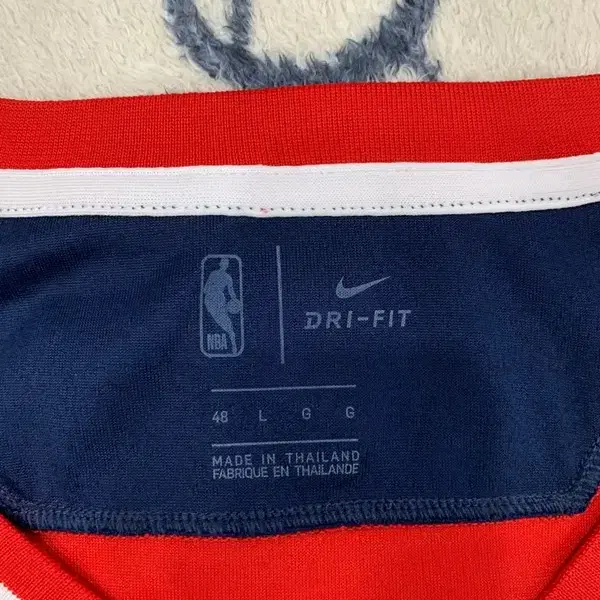 NBA
DRI-FIT
48 L G G
MADE IN THAILAND
FABRIQUE EN THAILANDE